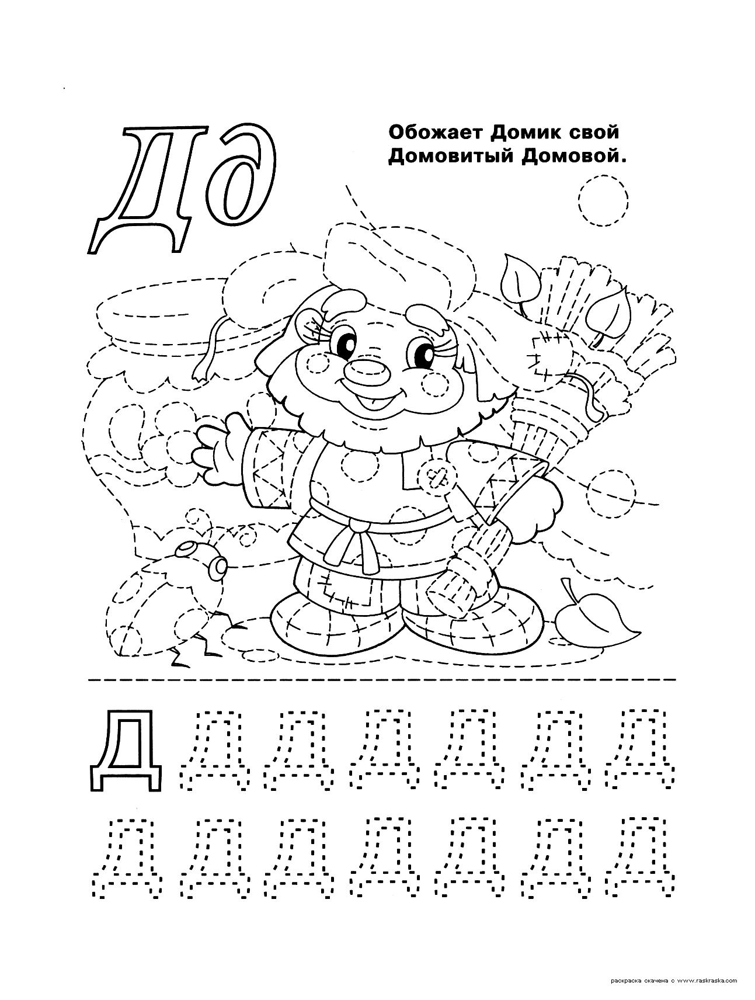 Дд
Обожает Домик свой
Домовитый Домовой.
Д Д Д Д Д Д Д
Д Д Д Д Д Д Д
раскраска скачена с www.raskraska.com